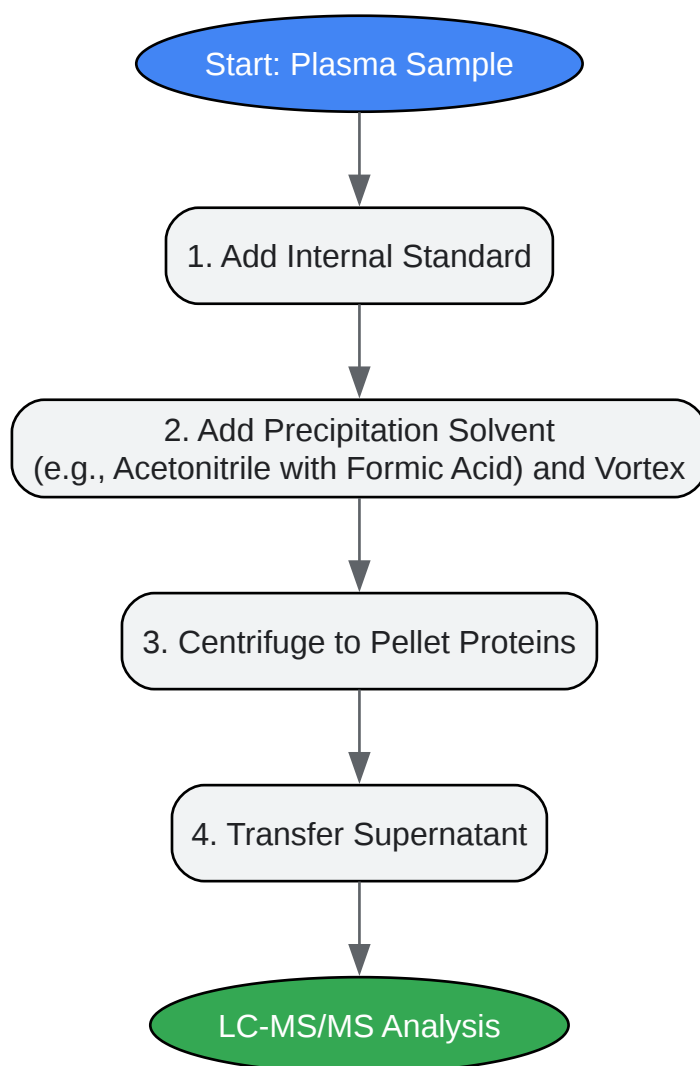 Start: Plasma Sample
1. Add Internal Standard
2. Add Precipitation Solvent
(e.g., Acetonitrile with Formic Acid) and Vortex
3. Centrifuge to Pellet Proteins
4. Transfer Supernatant
LC-MS/MS Analysis